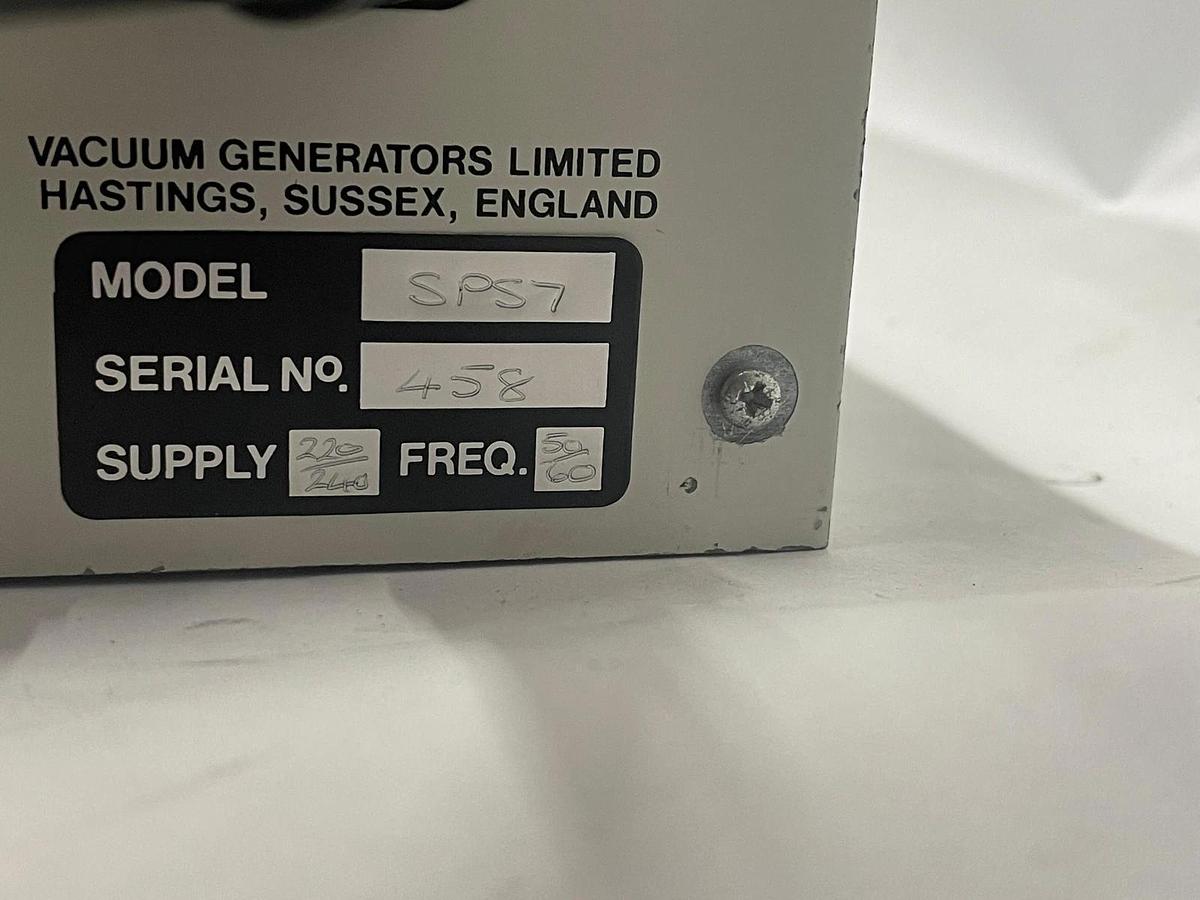 VACUUM GENERATORS LIMITED
HASTINGS, SUSSEX, ENGLAND
MODEL SPS7
SERIAL No. 458
SUPPLY 220/240 FREQ. 50/60